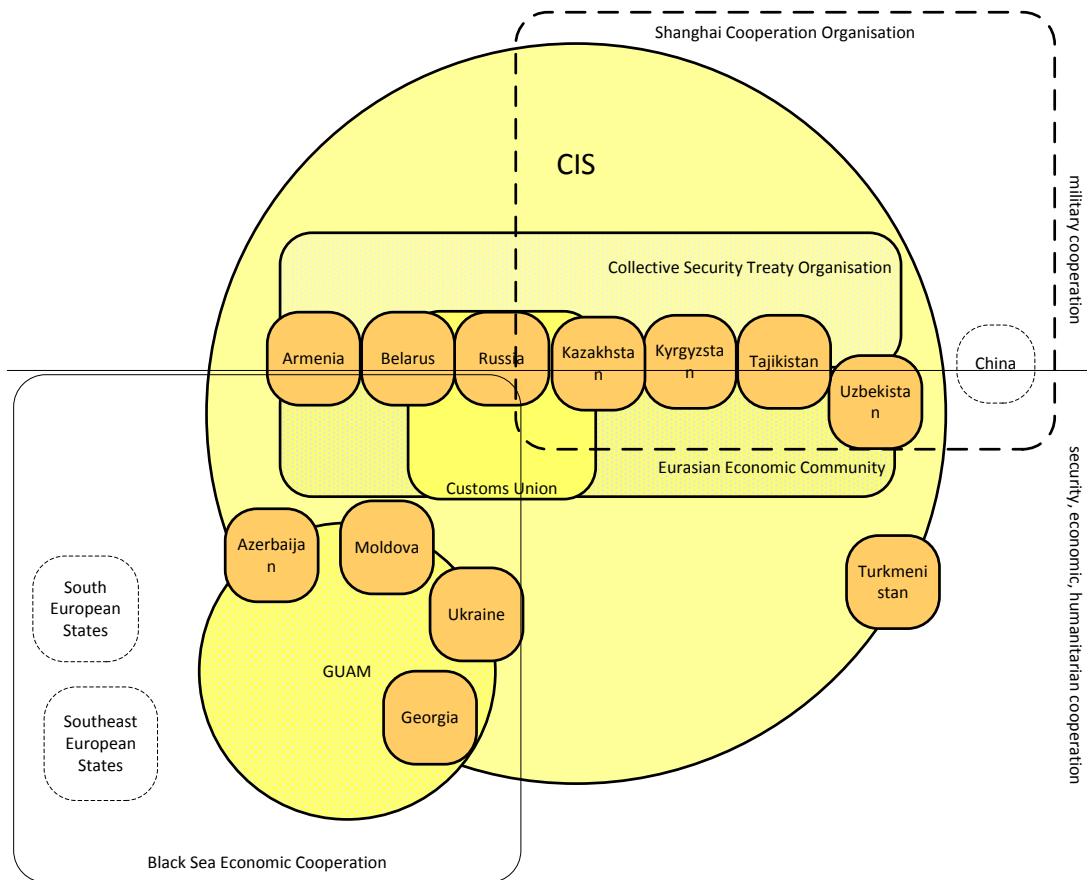 Shanghai Cooperation Organisation
CIS
military cooperation
Collective Security Treaty Organisation
Armenia
Belarus
Russia
Kazakhstan
n
Kyrgyzsta
n
Tajikistan
China
Uzbekista
n
Eurasian Economic Community
Customs Union
security, economic, humanitarian cooperation
Azerbaija
n
Moldova
Turkmeni
stan
South
European
States
Ukraine
GUAM
Southeast
European
States
Georgia
Black Sea Economic Cooperation